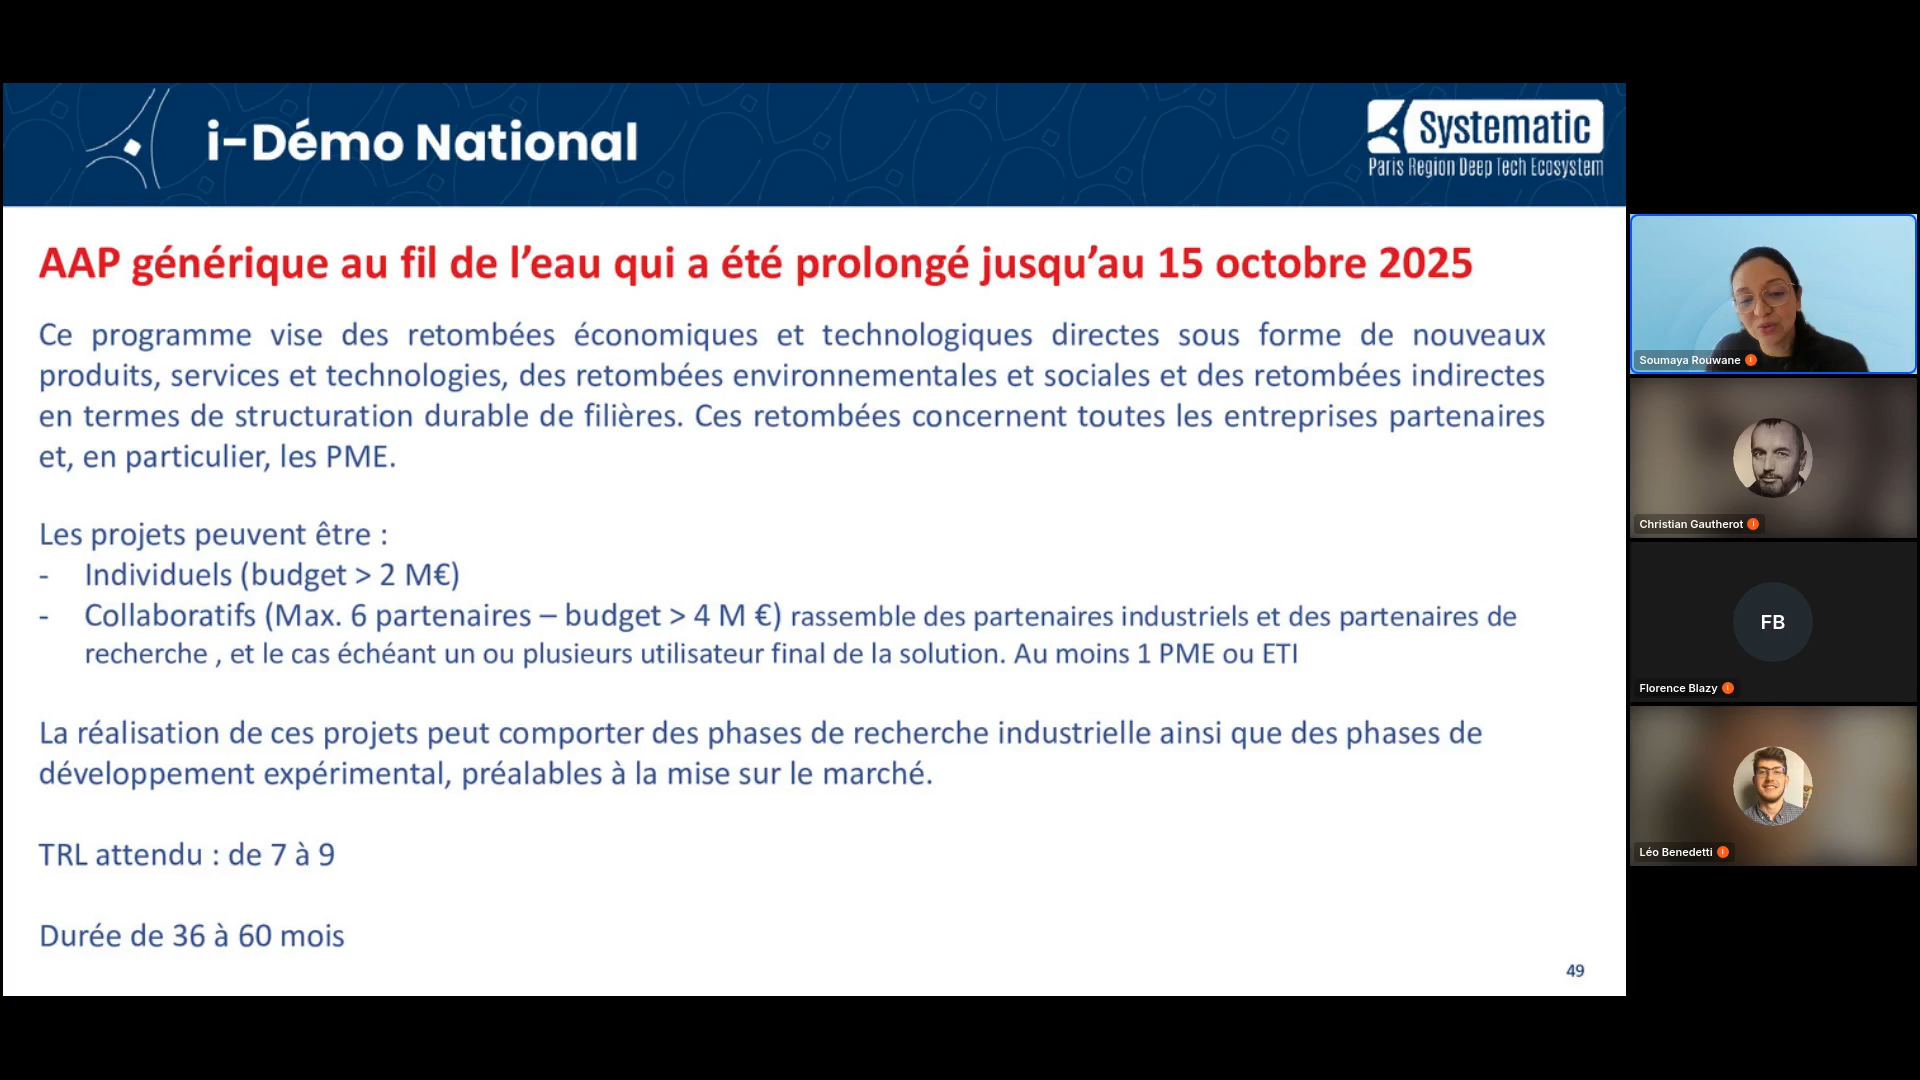 i-Démo National
Systematic
Paris Region Deep Tech Ecosystem
AAP générique au fil de l’eau qui a été prolongé jusqu’au 15 octobre 2025
Ce programme vise des retombées économiques et technologiques directes sous forme de nouveaux
produits, services et technologies, des retombées environnementales et sociales et des retombées indirectes
en termes de structuration durable de filières. Ces retombées concernent toutes les entreprises partenaires
et, en particulier, les PME.
Les projets peuvent être :
- Individuels (budget > 2 M€)
- Collaboratifs (Max. 6 partenaires – budget > 4 M €) rassemble des partenaires industriels et des partenaires de
recherche , et le cas échéant un ou plusieurs utilisateur final de la solution. Au moins 1 PME ou ETI
La réalisation de ces projets peut comporter des phases de recherche industrielle ainsi que des phases de
développement expérimental, préalables à la mise sur le marché.
TRL attendu : de 7 à 9
Durée de 36 à 60 mois
49
Soumaya Rouwane
Christian Gautherot
FB
Florence Blazy
Léo Benedetti